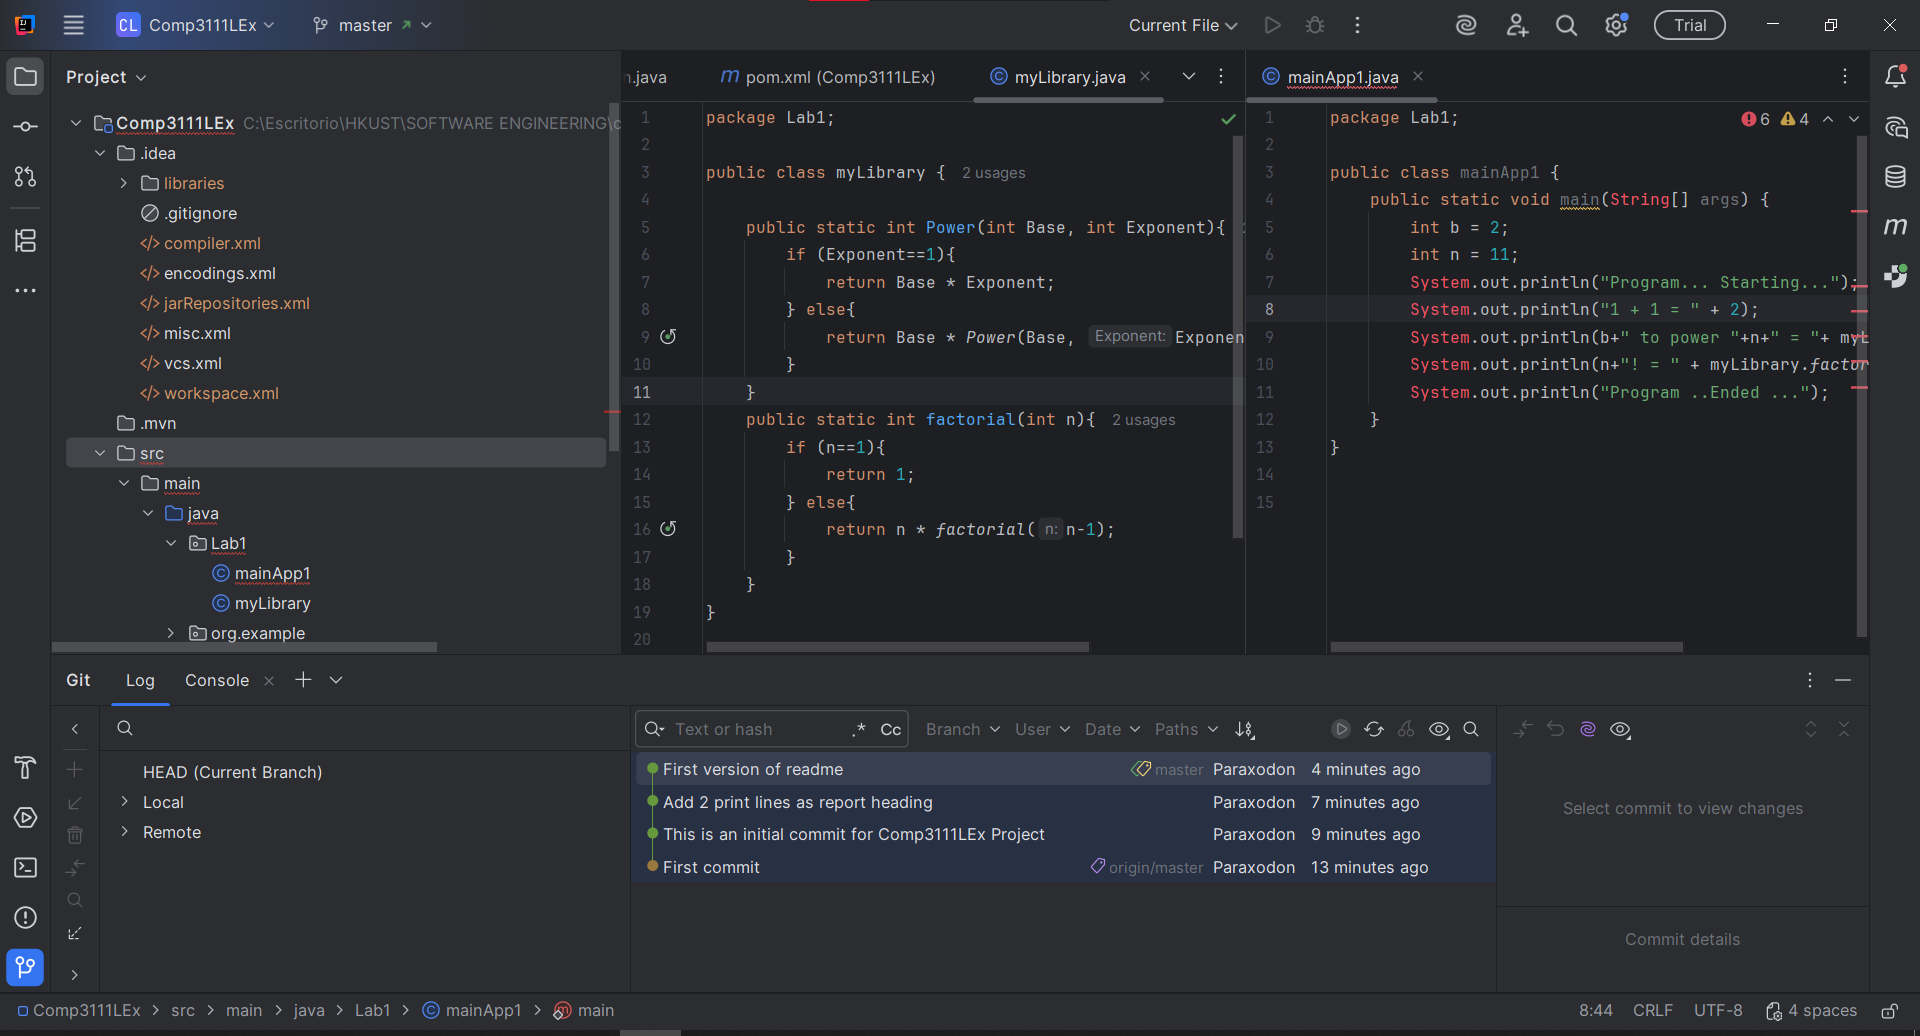 CL Comp3111LEx master Current File Trial
Project
Comp3111LEx C:\Escritorio\HKUST\SOFTWARE ENGINEERING\c
.idea
libraries
.gitignore
compiler.xml
encodings.xml
jarRepositories.xml
misc.xml
vcs.xml
workspace.xml
.mvn
src
main
java
Lab1
mainApp1
myLibrary
org.example
.java m pom.xml (Comp3111LEx) myLibrary.java
1 package Lab1;
2
3 public class myLibrary { 2 usages
4
5 public static int Power(int Base, int Exponent){
6 if (Exponent==1){
7 return Base * Exponent;
8 } else{
9 return Base * Power(Base, Exponent: Exponen
10 }
11 }
12 public static int factorial(int n){ 2 usages
13 if (n==1){
14 return 1;
15 } else{
16 return n * factorial( n: n-1);
17 }
18 }
19 }
20
mainApp1.java
1 package Lab1; 6 4
2
3 public class mainApp1 {
4 public static void main(String[] args) {
5 int b = 2;
6 int n = 11;
7 System.out.println("Program... Starting...");
8 System.out.println("1 + 1 = " + 2);
9 System.out.println(b+" to power "+n+" = "+ myL
10 System.out.println(n+"! = " + myLibrary.factor
11 System.out.println("Program ..Ended ...");
12 }
13 }
14
15
m
Git Log Console
HEAD (Current Branch)
Local
Remote
Text or hash .* Cc Branch User Date Paths
First version of readme master Paraxodon 4 minutes ago
Add 2 print lines as report heading Paraxodon 7 minutes ago
This is an initial commit for Comp3111LEx Project Paraxodon 9 minutes ago
First commit origin/master Paraxodon 13 minutes ago
Select commit to view changes
Commit details
Comp3111LEx src main java Lab1 mainApp1 main 8:44 CRLF UTF-8 4 spaces